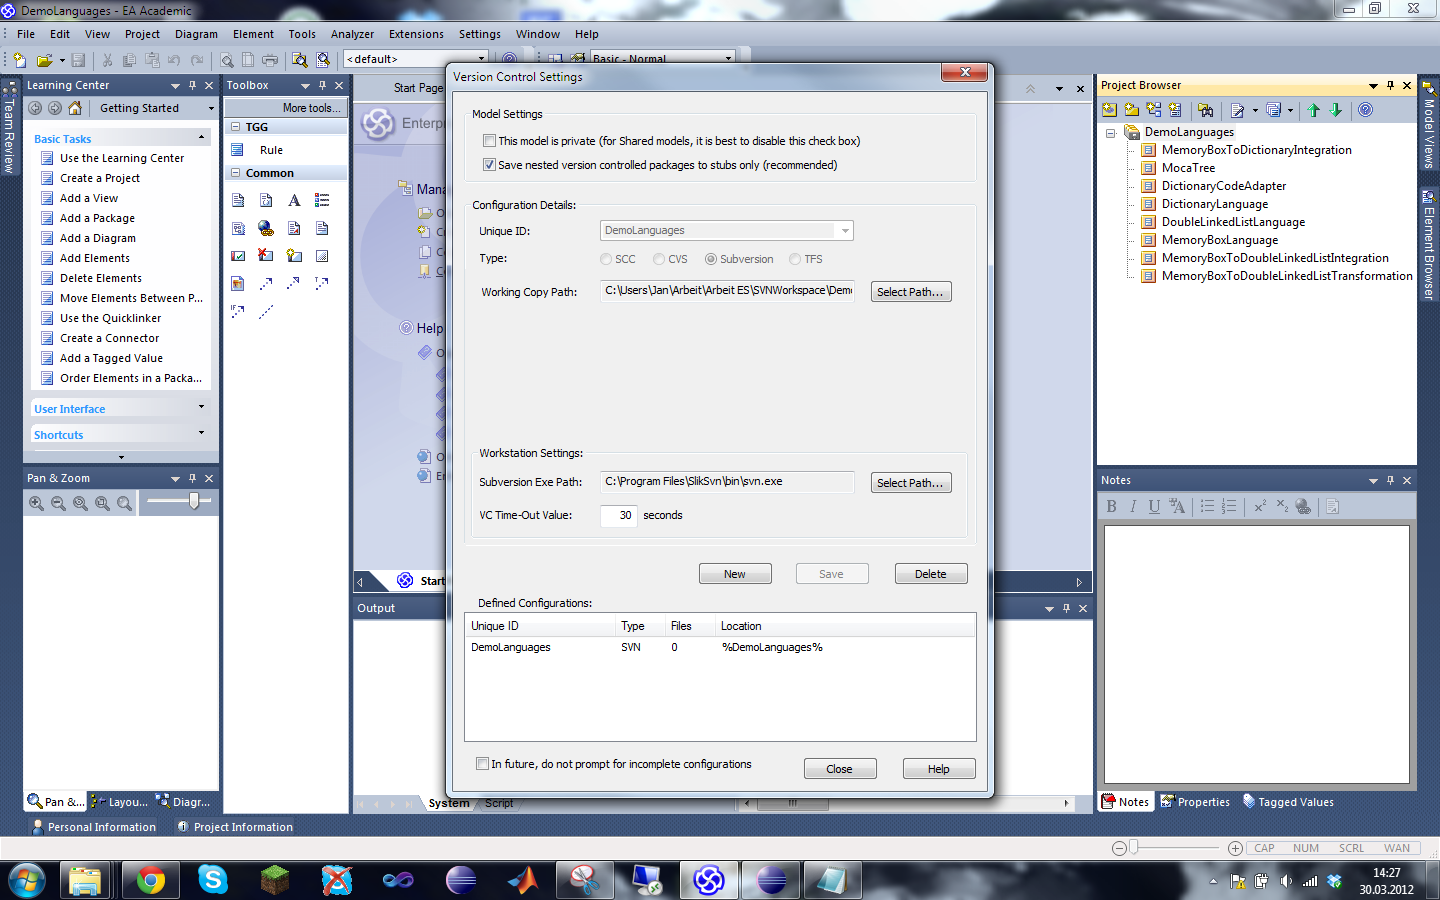 DemoLanguages - EA Academic
File Edit View Project Diagram Element Tools Analyzer Extensions Settings Window Help
<default>
Basic - Normal
Team Review
Learning Center
Getting Started
Basic Tasks
Use the Learning Center
Create a Project
Add a View
Add a Package
Add a Diagram
Add Elements
Delete Elements
Move Elements Between P...
Use the Quicklinker
Create a Connector
Add a Tagged Value
Order Elements in a Packa...
User Interface
Shortcuts
Pan & Zoom
Pan &... Layou... Diagr...
Toolbox
More tools...
TGG
Rule
Common
Start Page
Enterp
Mana
Help
Start
Output
System Script
Version Control Settings
Model Settings
This model is private (for Shared models, it is best to disable this check box)
Save nested version controlled packages to stubs only (recommended)
Configuration Details:
Unique ID: DemoLanguages
Type: SCC CVS Subversion TFS
Working Copy Path: C:\Users\Jan\Arbeit\Arbeit ES\SVNWorkspace\Demo Select Path...
Workstation Settings:
Subversion Exe Path: C:\Program Files\SlikSvn\bin\svn.exe Select Path...
VC Time-Out Value: 30 seconds
New Save Delete
Defined Configurations:
Unique ID Type Files Location
DemoLanguages SVN 0 %DemoLanguages%
In future, do not prompt for incomplete configurations
Close Help
Project Browser
DemoLanguages
MemoryBoxToDictionaryIntegration
MocaTree
DictionaryCodeAdapter
DictionaryLanguage
DoubleLinkedListLanguage
MemoryBoxLanguage
MemoryBoxToDoubleLinkedListIntegration
MemoryBoxToDoubleLinkedListTransformation
Model Views
Element Browser
Notes
B I U
Notes Properties Tagged Values
Personal Information Project Information
CAP NUM SCRL WAN
14:27
30.03.2012